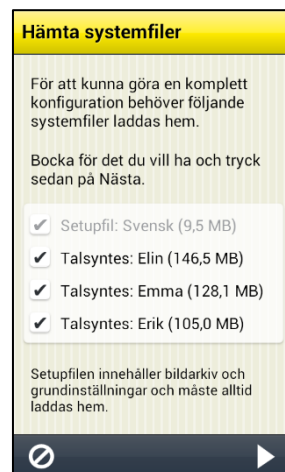 Hämta systemfiler
För att kunna göra en komplett
konfiguration behöver följande
systemfiler laddas hem.
Bocka för det du vill ha och tryck
sedan på Nästa.
Setupfil: Svensk (9,5 MB)
Talsyntes: Elin (146,5 MB)
Talsyntes: Emma (128,1 MB)
Talsyntes: Erik (105,0 MB)
Setupfilen innehåller bildarkiv och
grundinställningar och måste alltid
laddas hem.